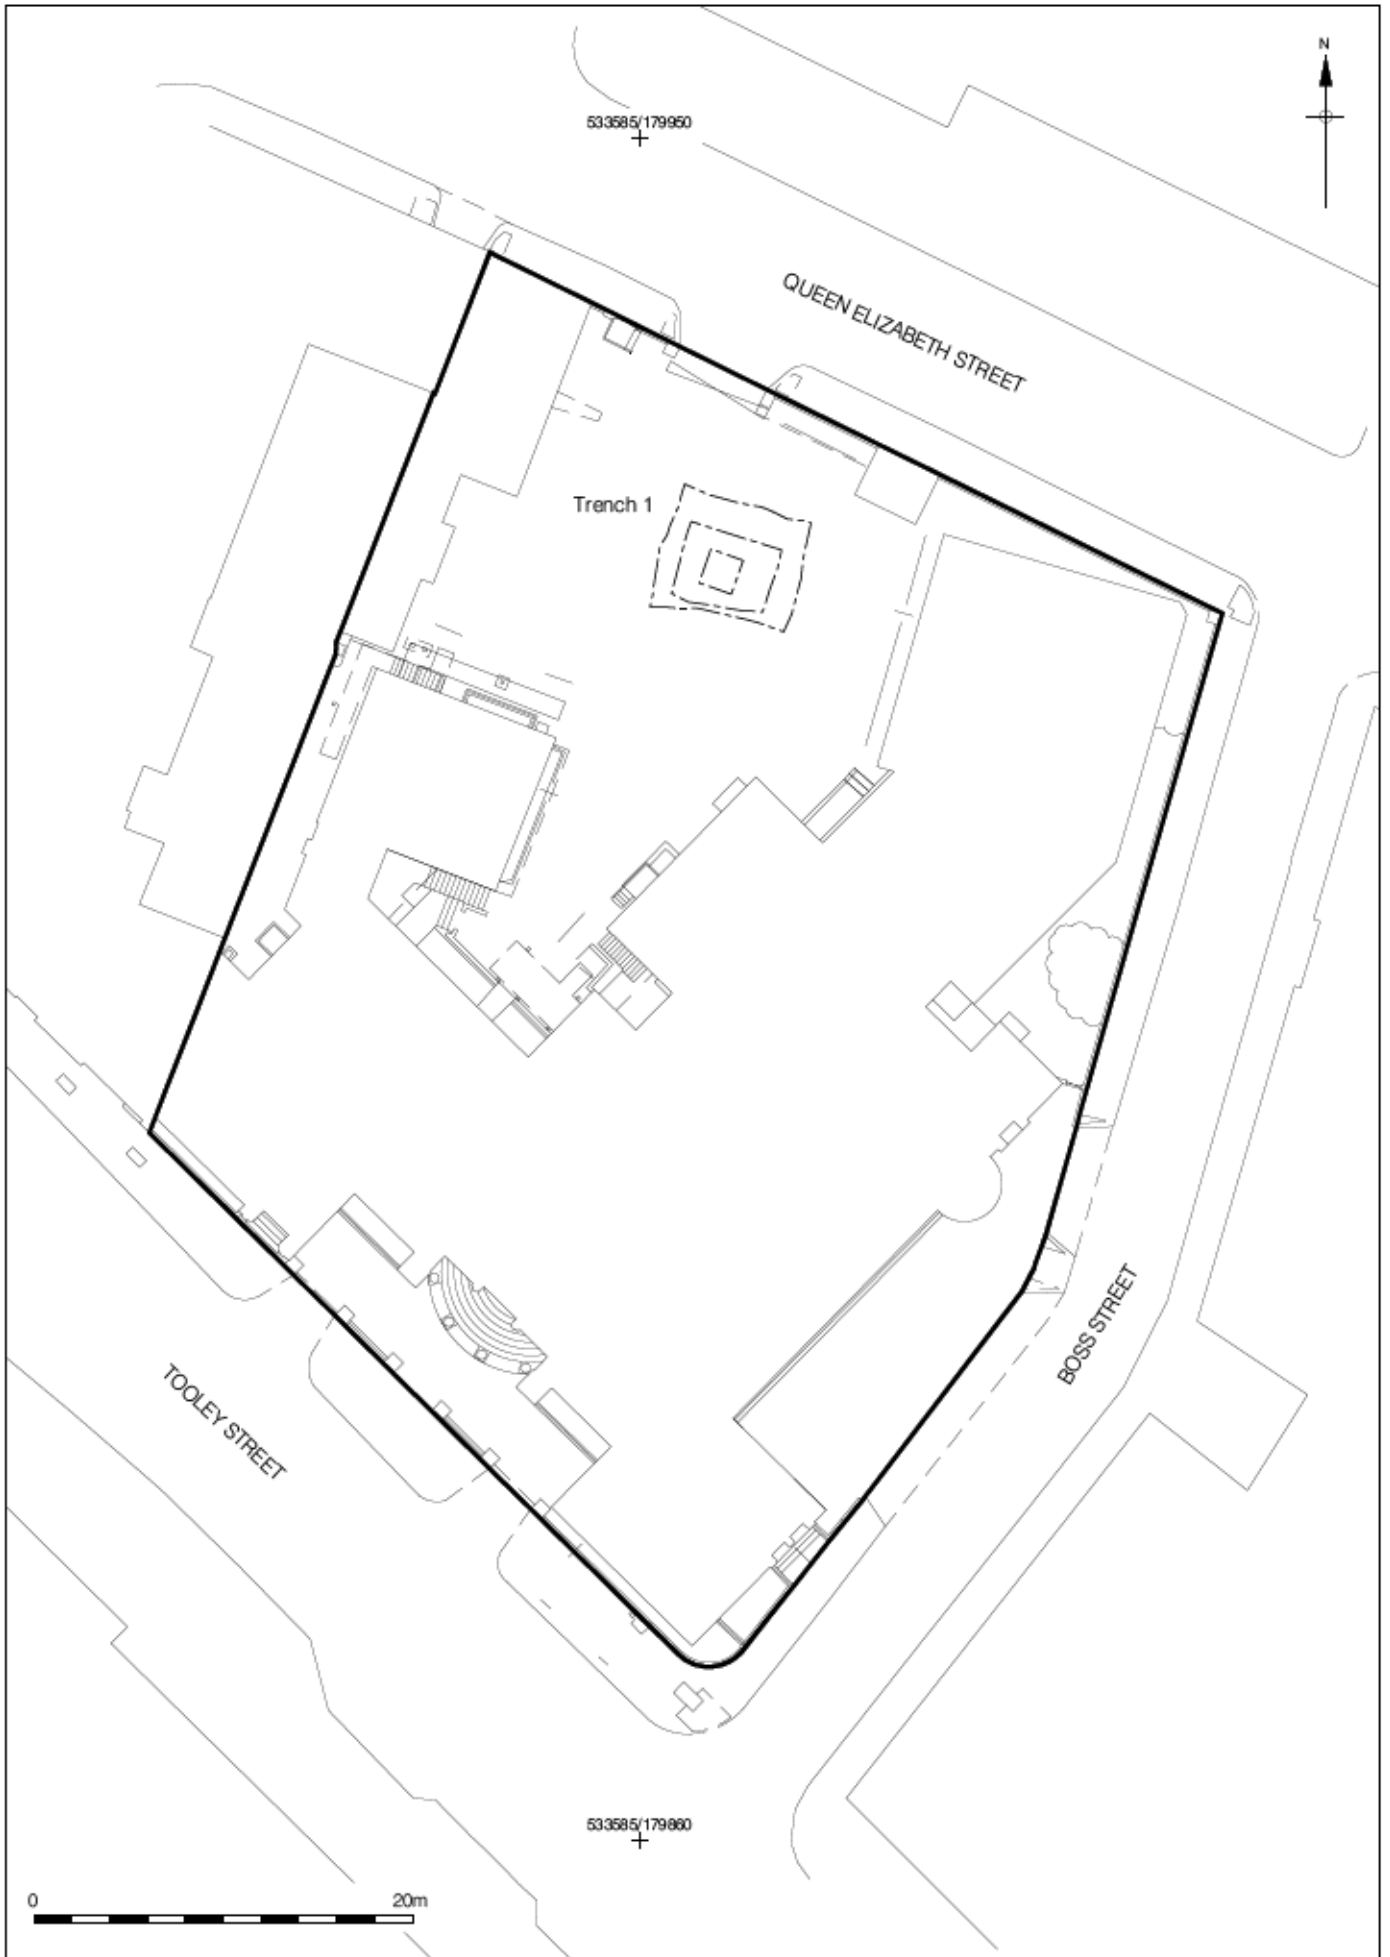 N
533585/179950
QUEEN ELIZABETH STREET
Trench 1
BOSS STREET
TOOLEY STREET
533585/179860
0 20m